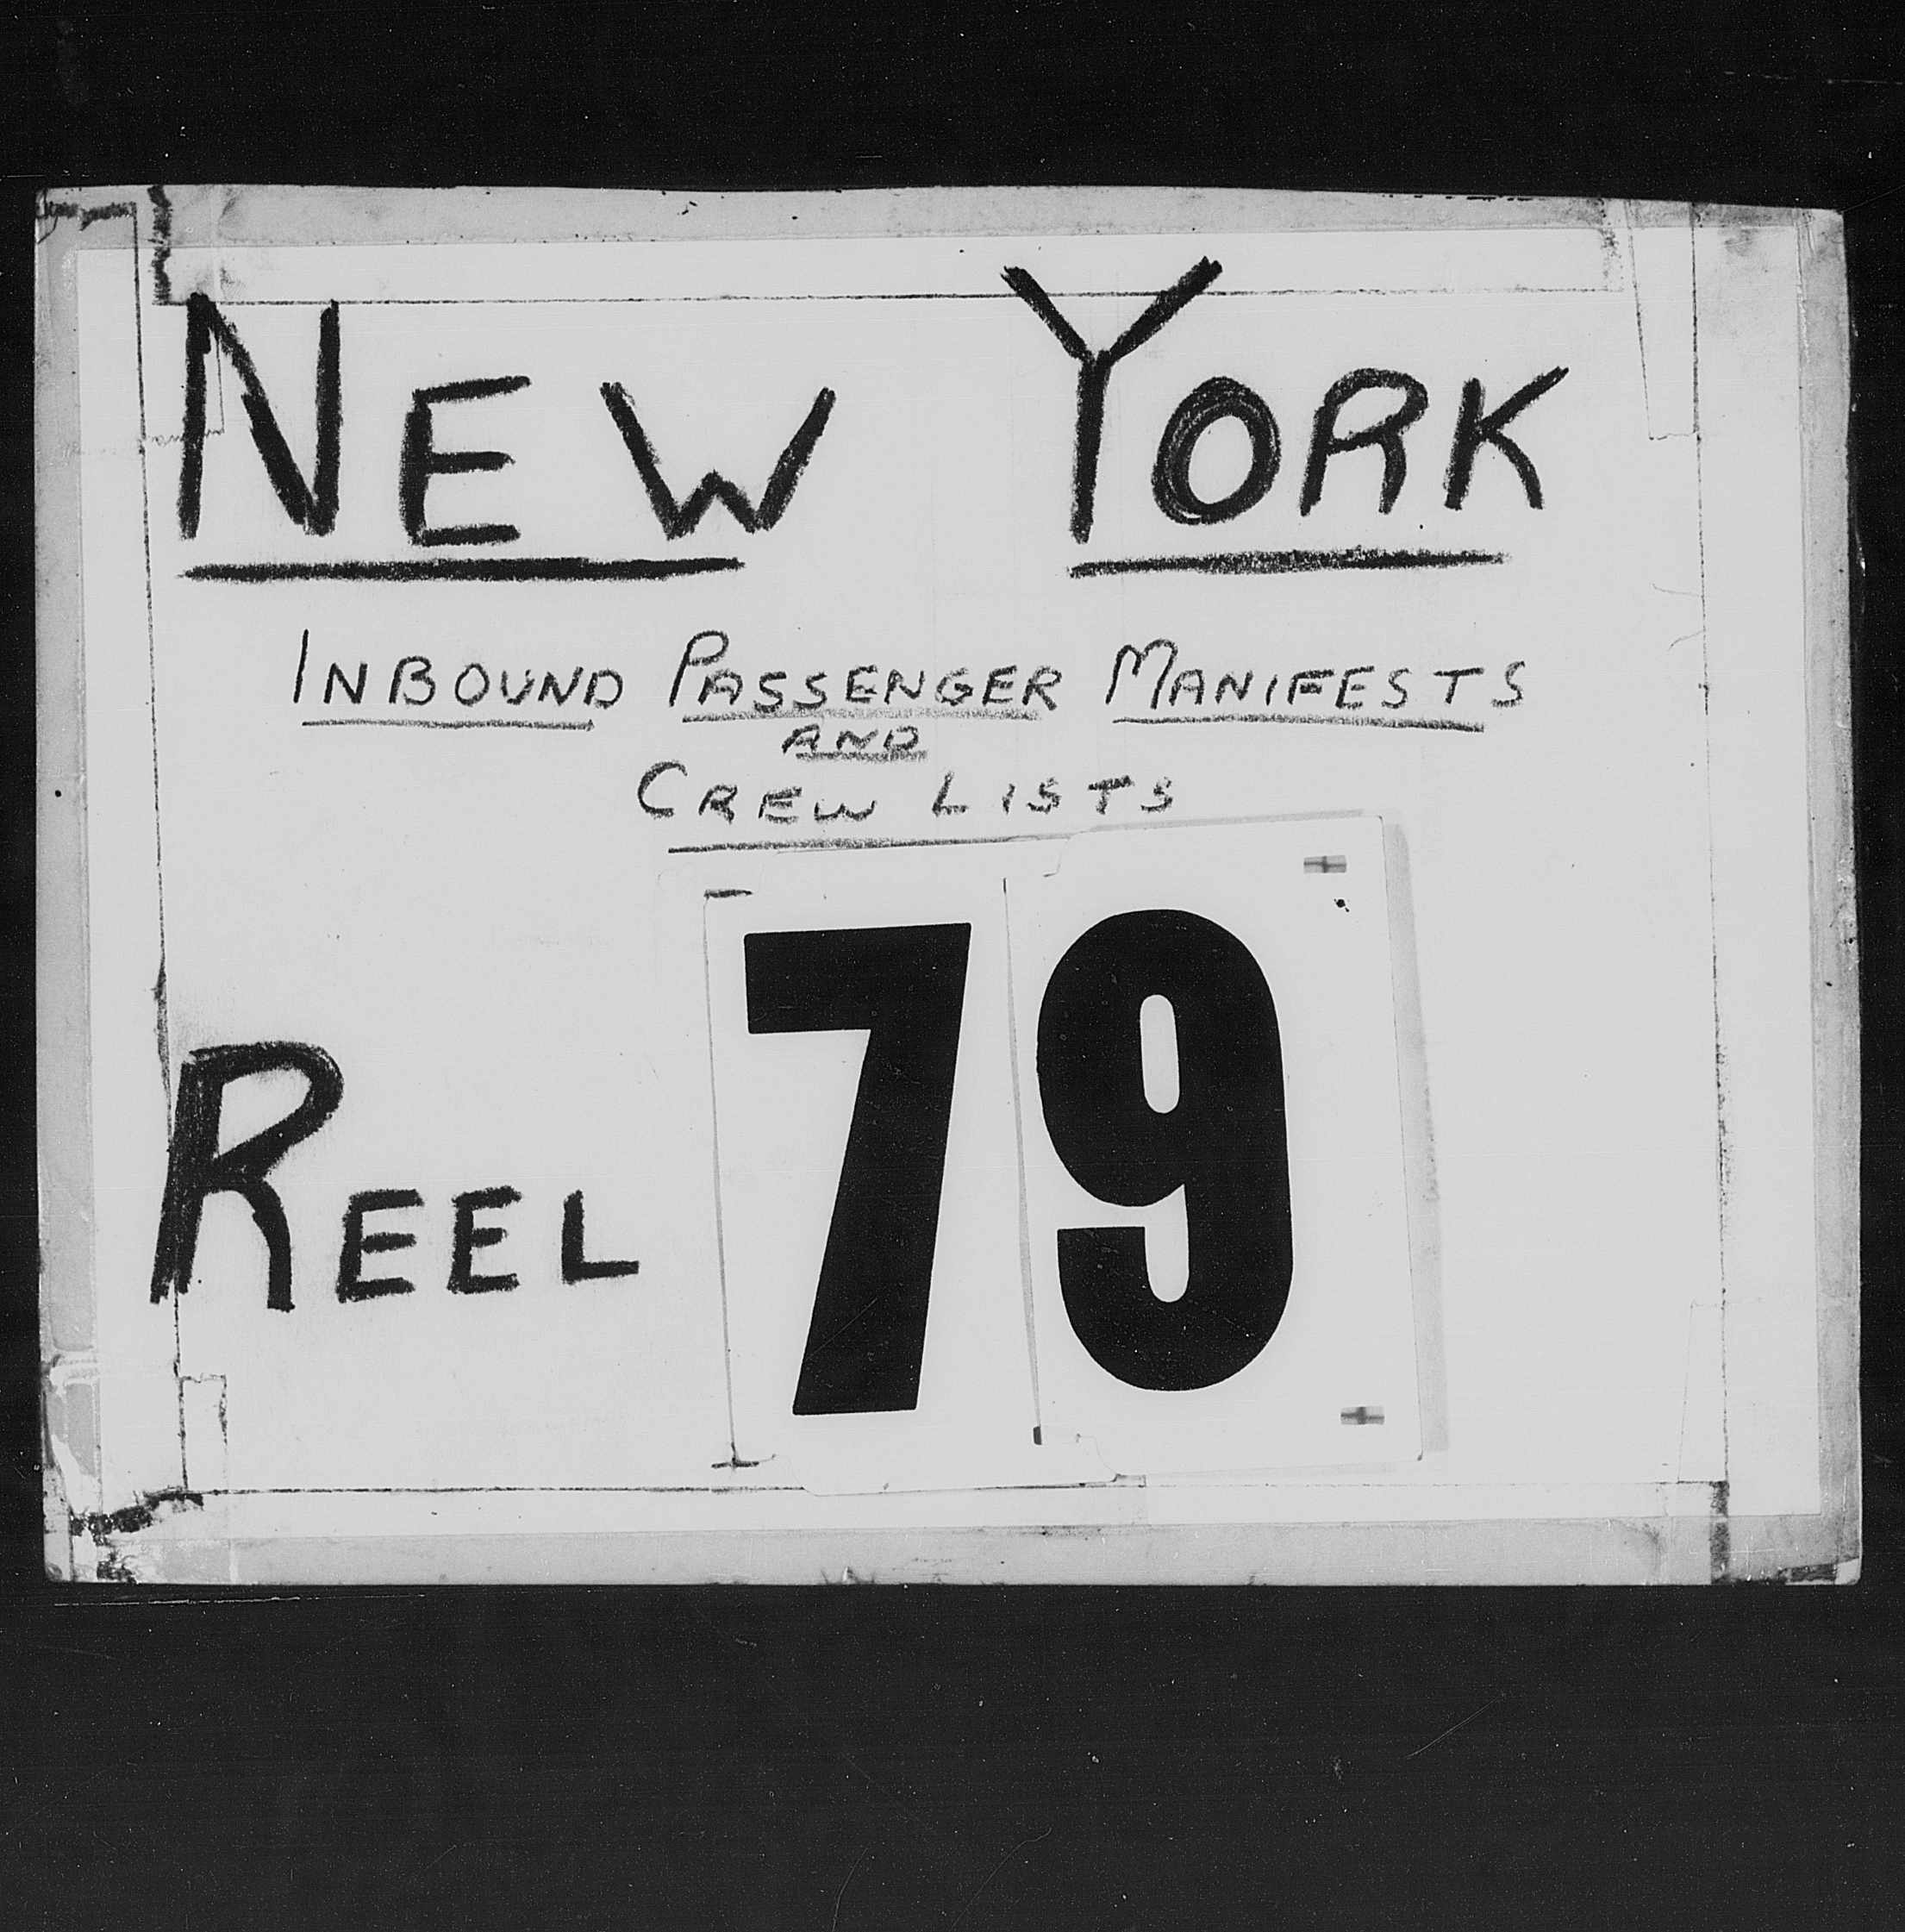 NEW YORK
INBOUND PASSENGER MANIFESTS
AND
CREW LISTS
REEL 79